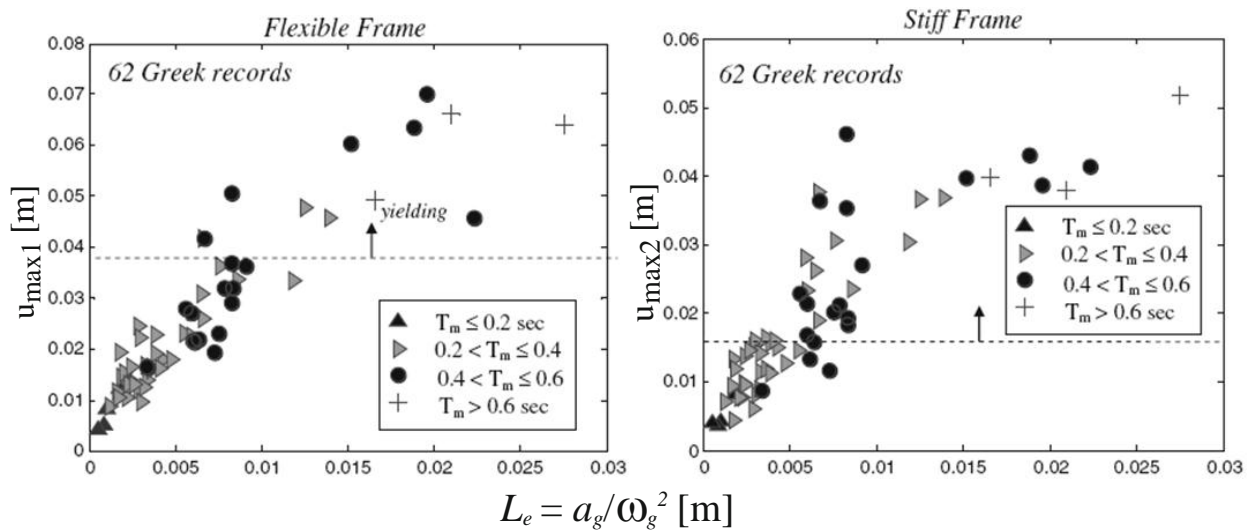 Flexible Frame
62 Greek records
u_max1 [m]
0.08
0.07
0.06
0.05
0.04
0.03
0.02
0.01
0
yielding
T_m ≤ 0.2 sec
0.2 < T_m ≤ 0.4
0.4 < T_m ≤ 0.6
T_m > 0.6 sec
0 0.005 0.01 0.015 0.02 0.025 0.03
Stiff Frame
62 Greek records
u_max2 [m]
0.06
0.05
0.04
0.03
0.02
0.01
0
T_m ≤ 0.2 sec
0.2 < T_m ≤ 0.4
0.4 < T_m ≤ 0.6
T_m > 0.6 sec
0 0.005 0.01 0.015 0.02 0.025 0.03
L_e = a_g/ω_g² [m]